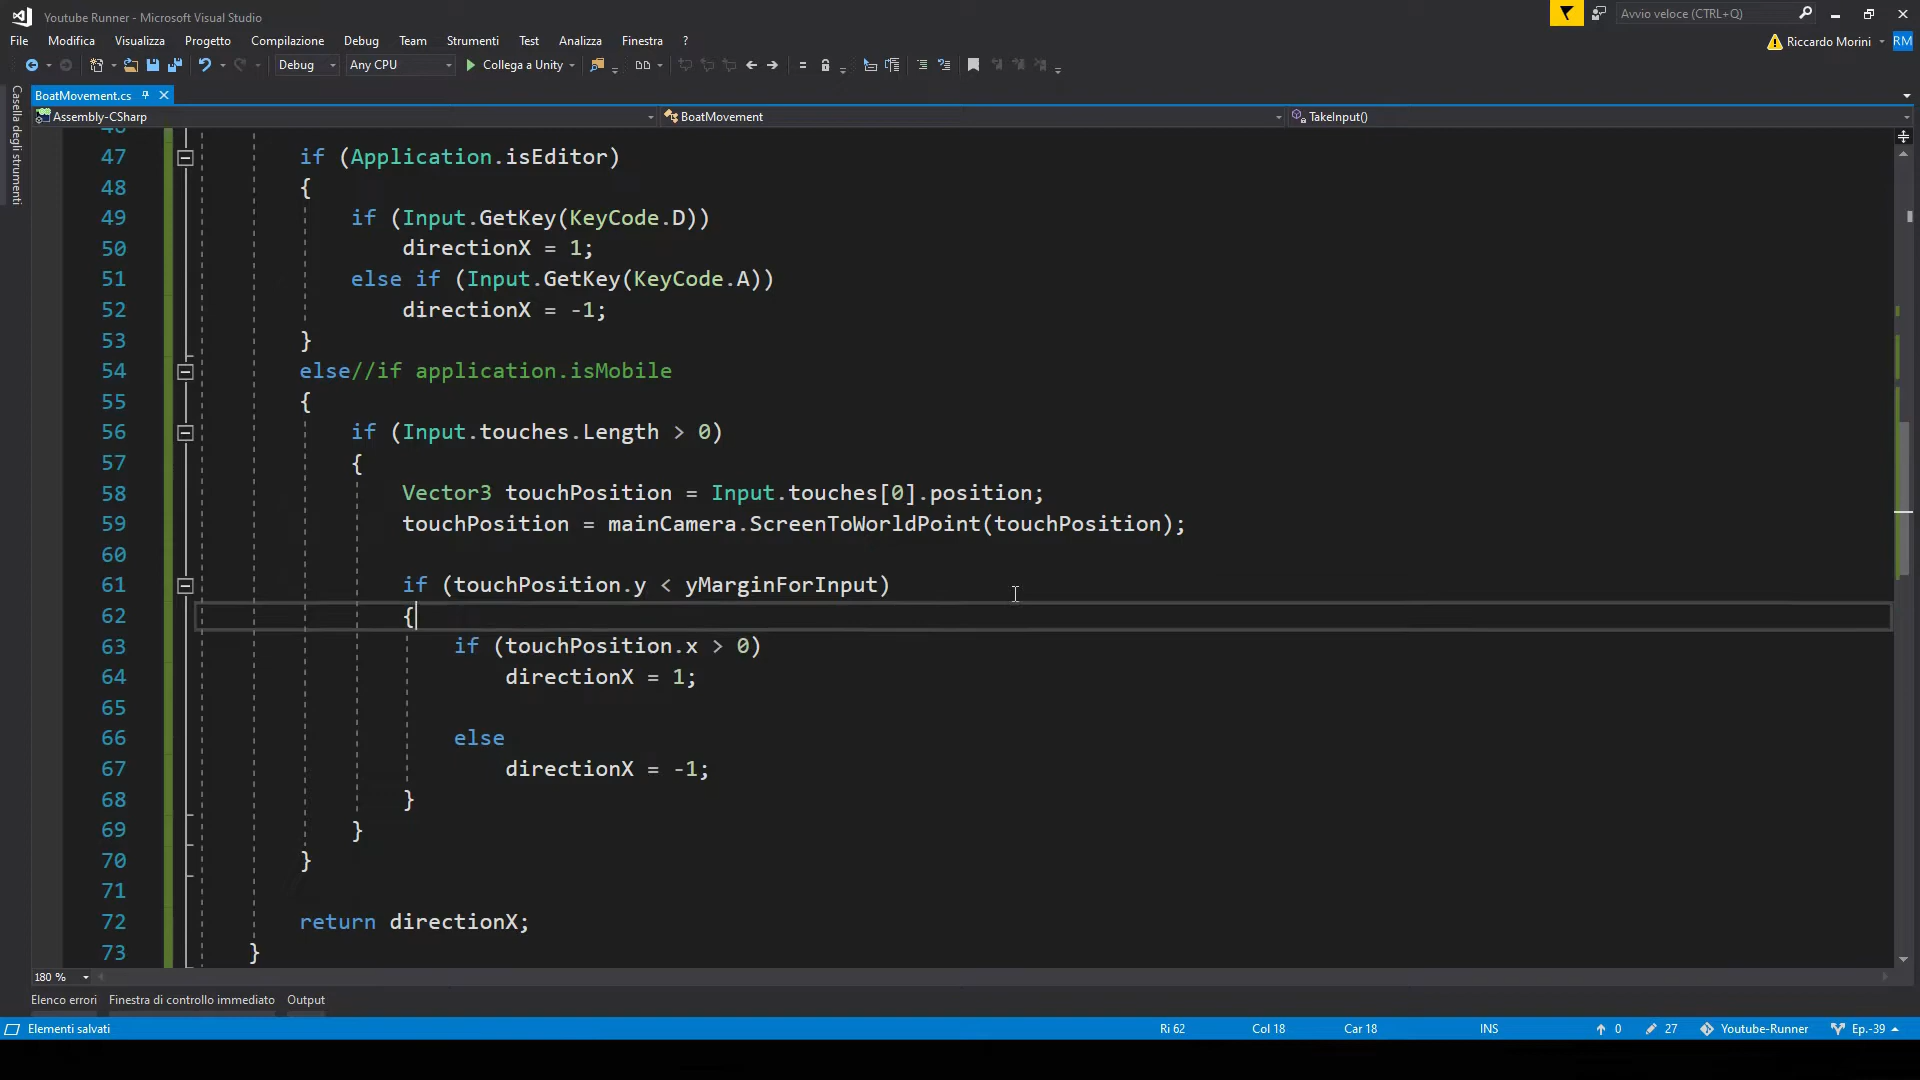 Youtube Runner - Microsoft Visual Studio
Avvio veloce (CTRL+Q)
File Modifica Visualizza Progetto Compilazione Debug Team Strumenti Test Analizza Finestra ?
Riccardo Morini RM
Debug Any CPU Collega a Unity
BoatMovement.cs
Casella degli strumenti
Assembly-CSharp BoatMovement TakeInput()
46
47 if (Application.isEditor)
48 {
49 if (Input.GetKey(KeyCode.D))
50 directionX = 1;
51 else if (Input.GetKey(KeyCode.A))
52 directionX = -1;
53 }
54 else//if application.isMobile
55 {
56 if (Input.touches.Length > 0)
57 {
58 Vector3 touchPosition = Input.touches[0].position;
59 touchPosition = mainCamera.ScreenToWorldPoint(touchPosition);
60
61 if (touchPosition.y < yMarginForInput)
62 {
63 if (touchPosition.x > 0)
64 directionX = 1;
65
66 else
67 directionX = -1;
68 }
69 }
70 }
71
72 return directionX;
73 }
180 %
Elenco errori Finestra di controllo immediato Output
Elementi salvati Ri 62 Col 18 Car 18 INS 0 27 Youtube-Runner Ep.-39